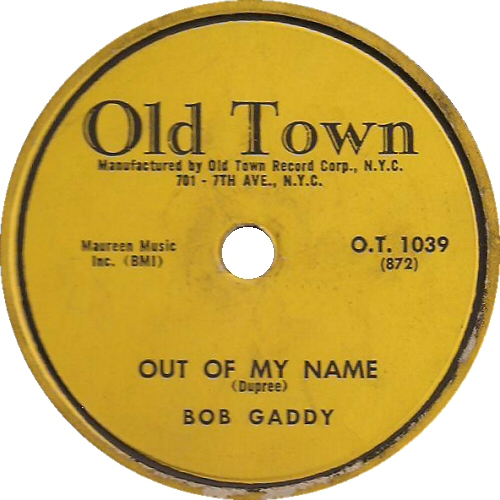 Old Town
Manufactured by Old Town Record Corp., N.Y.C.
701 - 7TH AVE., N.Y.C.
Maureen Music
Inc. (BMI)
O.T. 1039
(872)
OUT OF MY NAME
(Dupree)
BOB GADDY